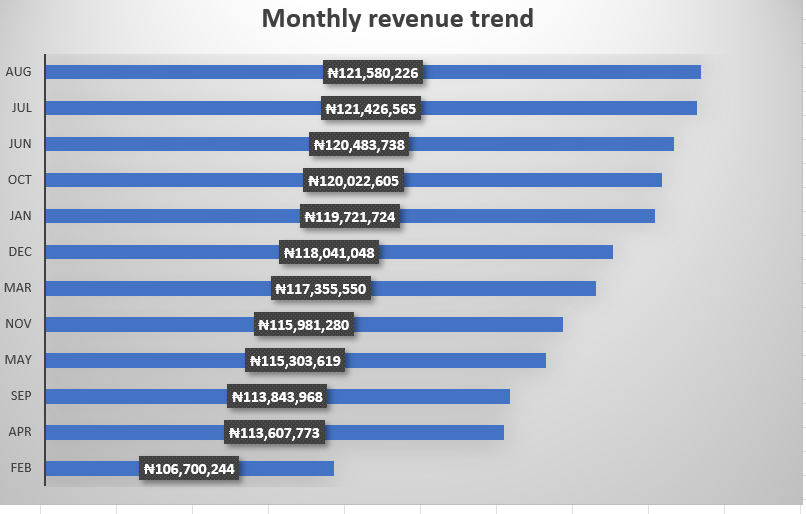 Monthly revenue trend
AUG ₦121,580,226
JUL ₦121,426,565
JUN ₦120,483,738
OCT ₦120,022,605
JAN ₦119,721,724
DEC ₦118,041,048
MAR ₦117,355,550
NOV ₦115,981,280
MAY ₦115,303,619
SEP ₦113,843,968
APR ₦113,607,773
FEB ₦106,700,244